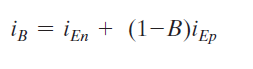 i_B = i_{En} + (1−B)i_{Ep}